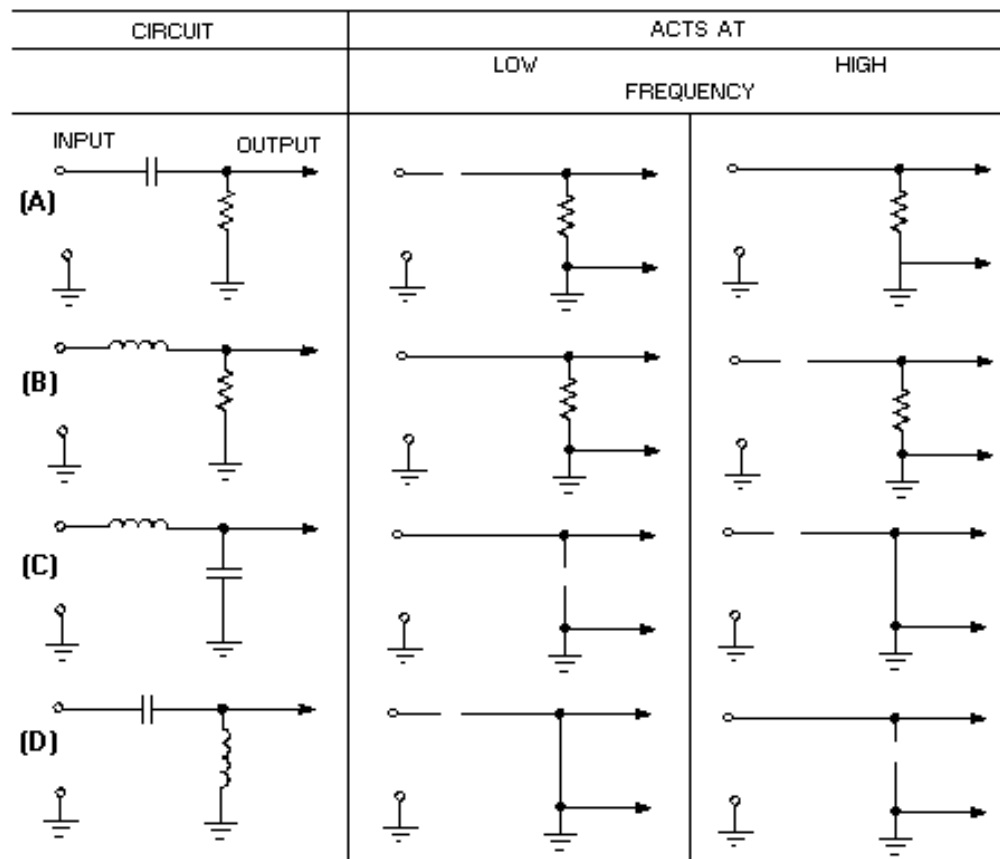 CIRCUIT
ACTS AT
LOW
HIGH
FREQUENCY
INPUT
OUTPUT
(A)
(B)
(C)
(D)